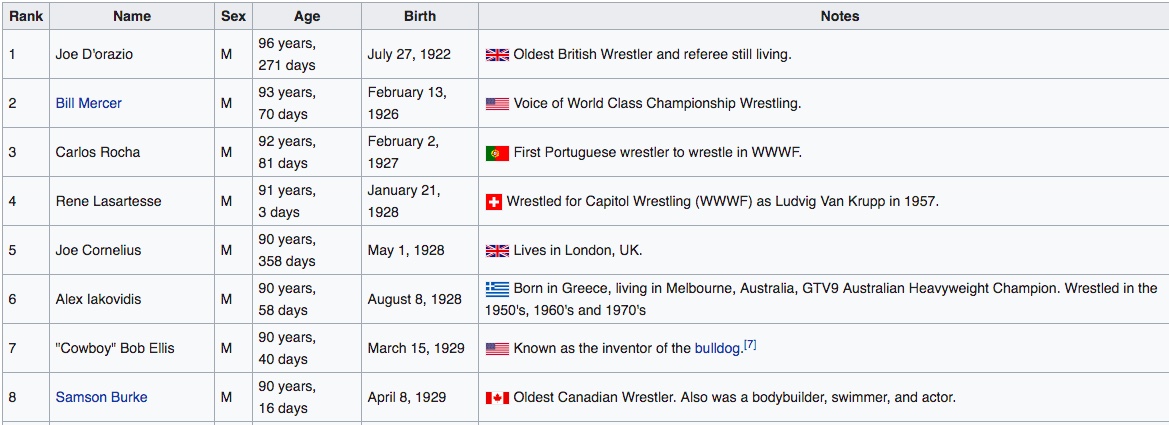 Rank Name Sex Age Birth Notes
1 Joe D'orazio M 96 years, 271 days July 27, 1922 Oldest British Wrestler and referee still living.
2 Bill Mercer M 93 years, 70 days February 13, 1926 Voice of World Class Championship Wrestling.
3 Carlos Rocha M 92 years, 81 days February 2, 1927 First Portuguese wrestler to wrestle in WWWF.
4 Rene Lasartesse M 91 years, 3 days January 21, 1928 Wrestled for Capitol Wrestling (WWWF) as Ludvig Van Krupp in 1957.
5 Joe Cornelius M 90 years, 358 days May 1, 1928 Lives in London, UK.
6 Alex Iakovidis M 90 years, 58 days August 8, 1928 Born in Greece, living in Melbourne, Australia, GTV9 Australian Heavyweight Champion. Wrestled in the 1950's, 1960's and 1970's
7 "Cowboy" Bob Ellis M 90 years, 40 days March 15, 1929 Known as the inventor of the bulldog.[7]
8 Samson Burke M 90 years, 16 days April 8, 1929 Oldest Canadian Wrestler. Also was a bodybuilder, swimmer, and actor.